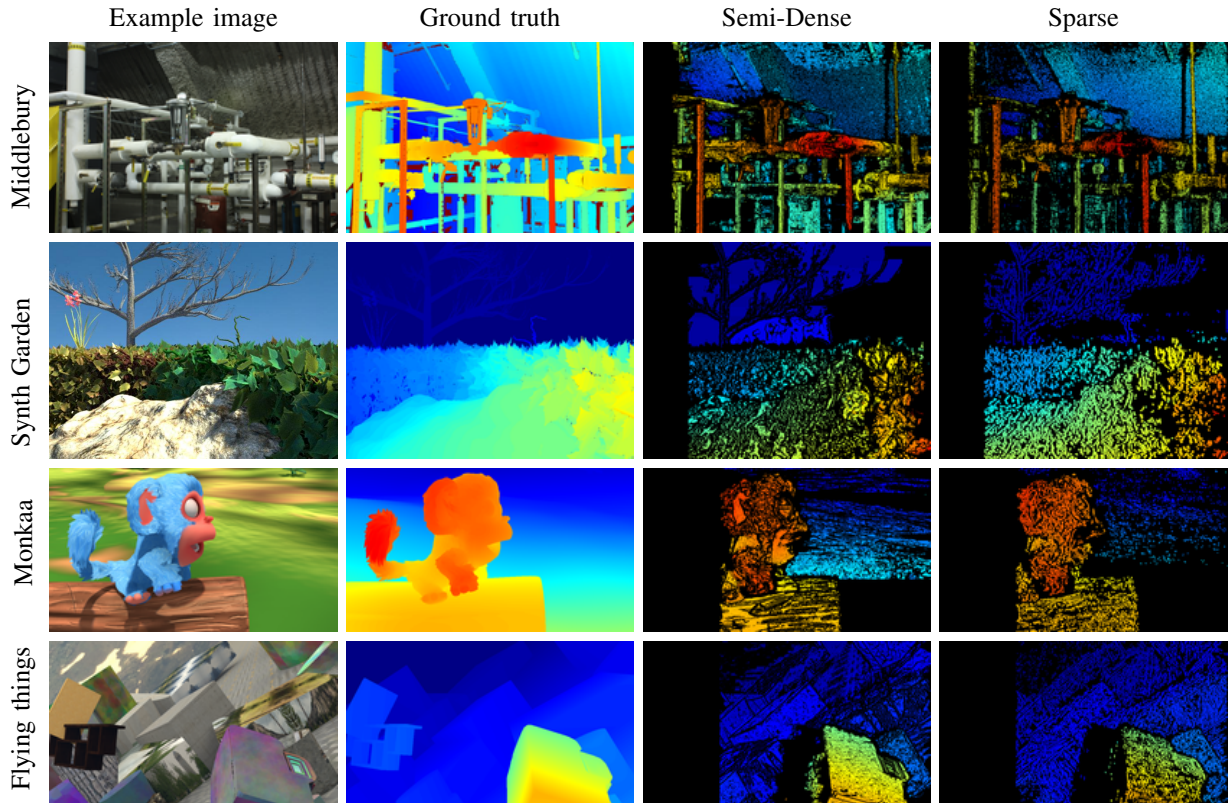 Example image
Ground truth
Semi-Dense
Sparse
Middlebury
Synth Garden
Monkaa
Flying things